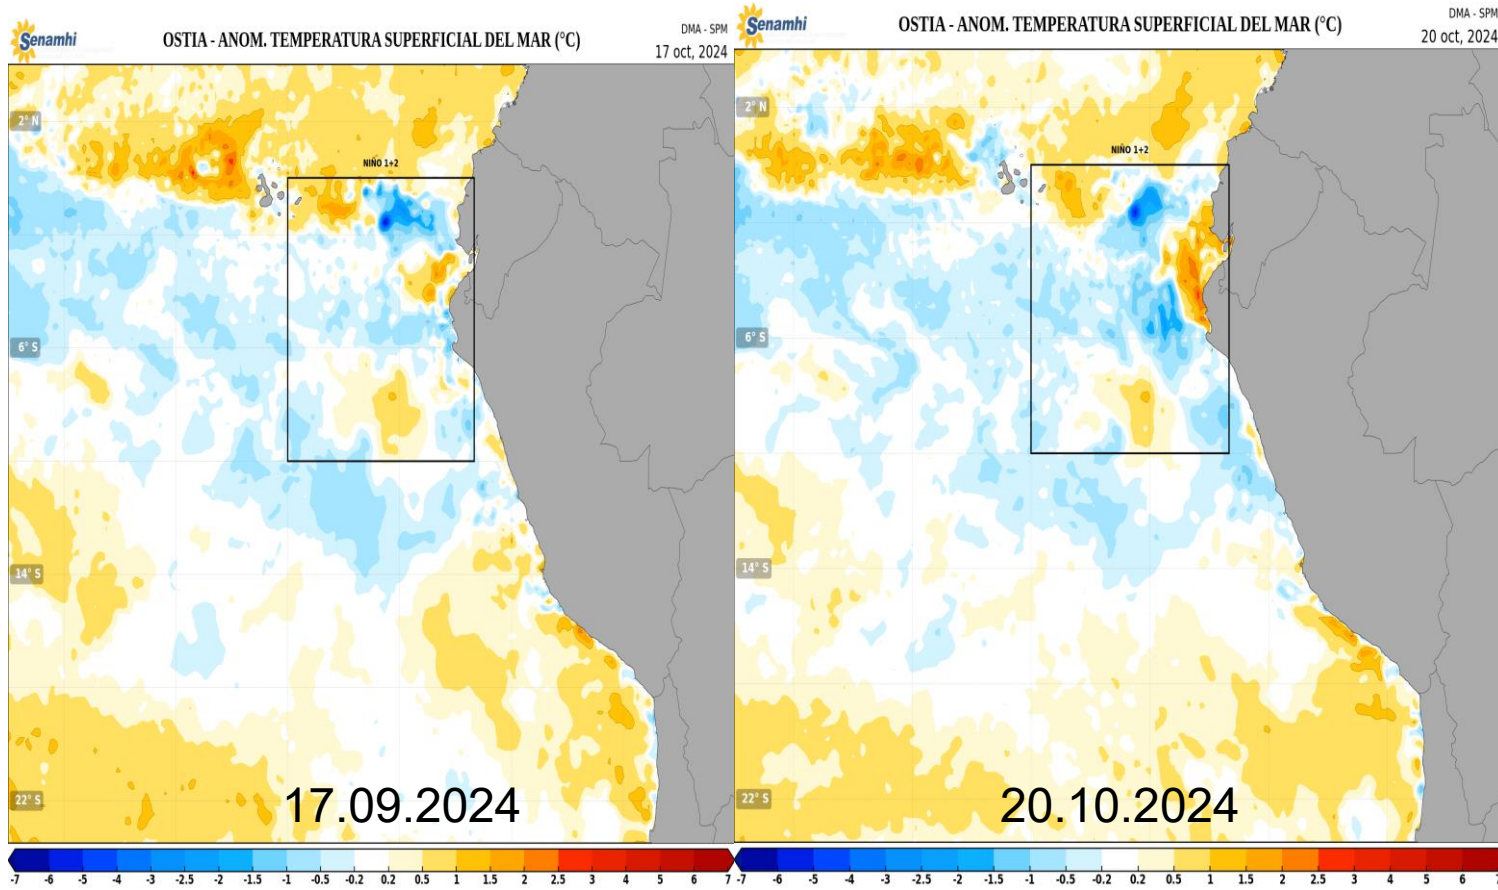 Senamhi
OSTIA - ANOM. TEMPERATURA SUPERFICIAL DEL MAR (°C)
DMA - SPM
17 oct, 2024
2° N
NIÑO 1+2
6° S
14° S
22° S
17.09.2024
-7 -6 -5 -4 -3 -2.5 -2 -1.5 -1 -0.5 -0.2 0.2 0.5 1 1.5 2 2.5 3 4 5 6 7
Senamhi
OSTIA - ANOM. TEMPERATURA SUPERFICIAL DEL MAR (°C)
DMA - SPM
20 oct, 2024
2° N
NIÑO 1+2
6° S
14° S
22° S
20.10.2024
-7 -6 -5 -4 -3 -2.5 -2 -1.5 -1 -0.5 -0.2 0.2 0.5 1 1.5 2 2.5 3 4 5 6